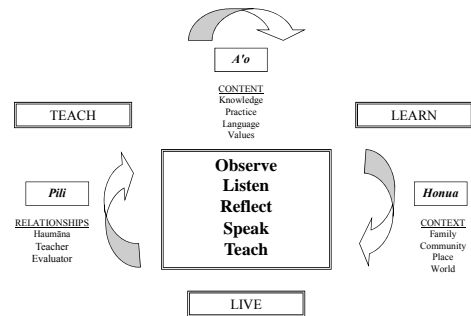 A'o
CONTENT
Knowledge
Practice
Language
Values
TEACH
LEARN
Observe
Listen
Reflect
Speak
Teach
Pili
RELATIONSHIPS
Haumāna
Teacher
Evaluator
Honua
CONTEXT
Family
Community
Place
World
LIVE